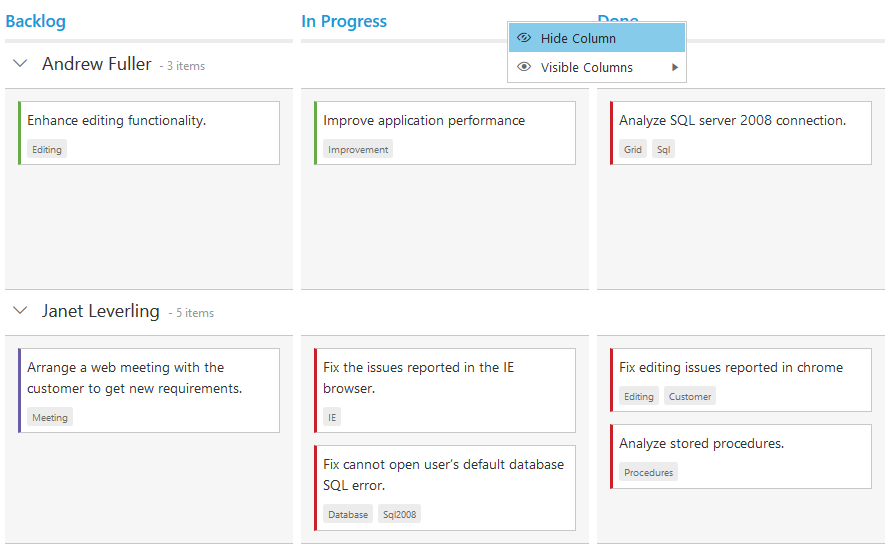 Backlog
In Progress
Done
Hide Column
Visible Columns
Andrew Fuller - 3 items
Enhance editing functionality.
Editing
Improve application performance
Improvement
Analyze SQL server 2008 connection.
Grid Sql
Janet Leverling - 5 items
Arrange a web meeting with the
customer to get new requirements.
Meeting
Fix the issues reported in the IE
browser.
IE
Fix cannot open user's default database
SQL error.
Database Sql2008
Fix editing issues reported in chrome
Editing Customer
Analyze stored procedures.
Procedures